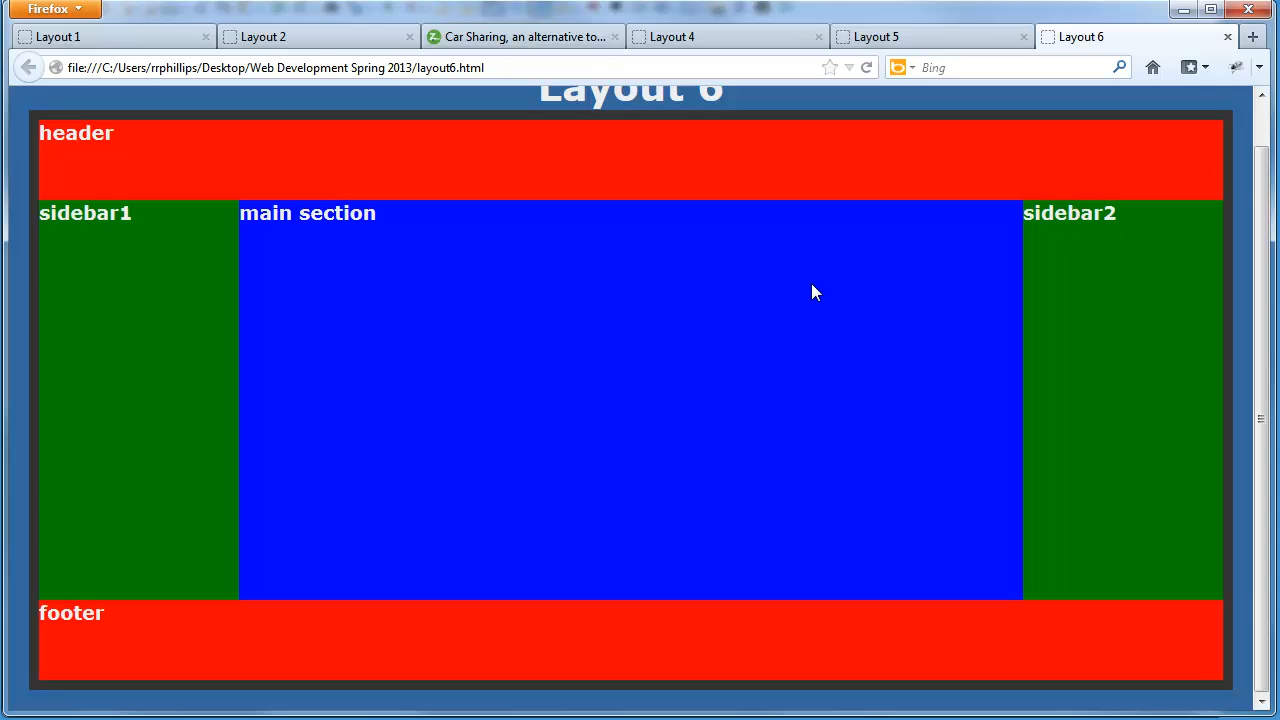 Firefox
Layout 1
Layout 2
Car Sharing, an alternative to...
Layout 4
Layout 5
Layout 6
file:///C:/Users/rrphillips/Desktop/Web Development Spring 2013/layout6.html
Bing
Layout 6
header
sidebar1
main section
sidebar2
footer